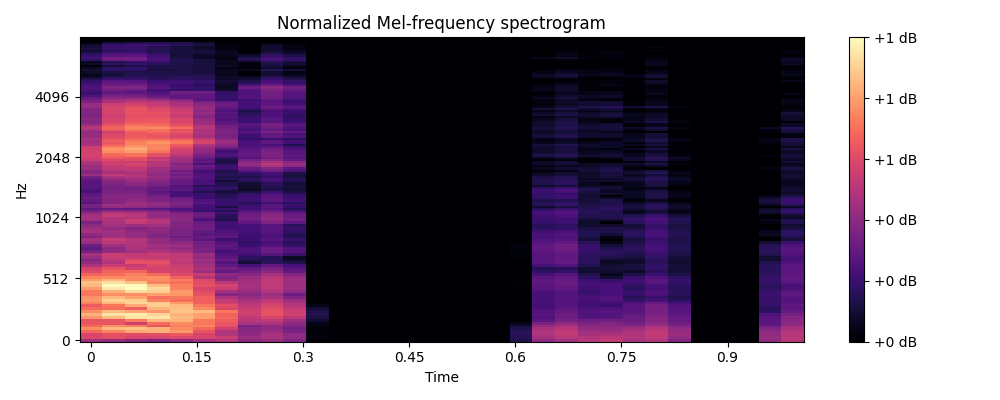 Normalized Mel-frequency spectrogram
Hz
4096
2048
1024
512
0
0 0.15 0.3 0.45 0.6 0.75 0.9
Time
+1 dB
+1 dB
+1 dB
+0 dB
+0 dB
+0 dB